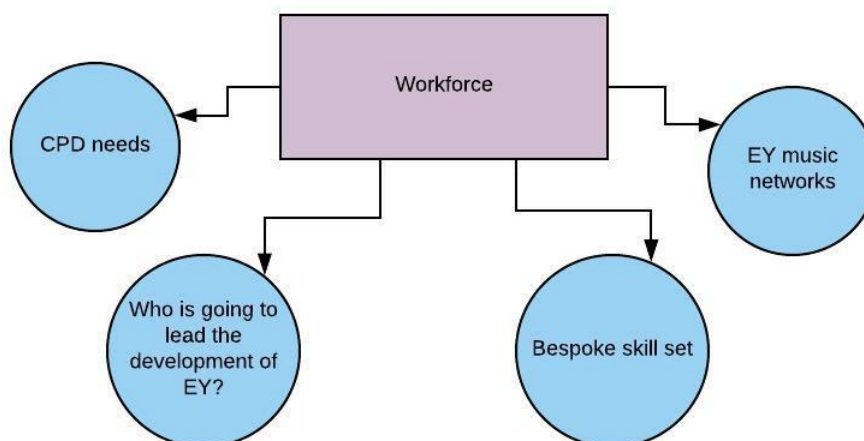 Workforce
CPD needs
EY music
networks
Who is going to
lead the
development of
EY?
Bespoke skill set